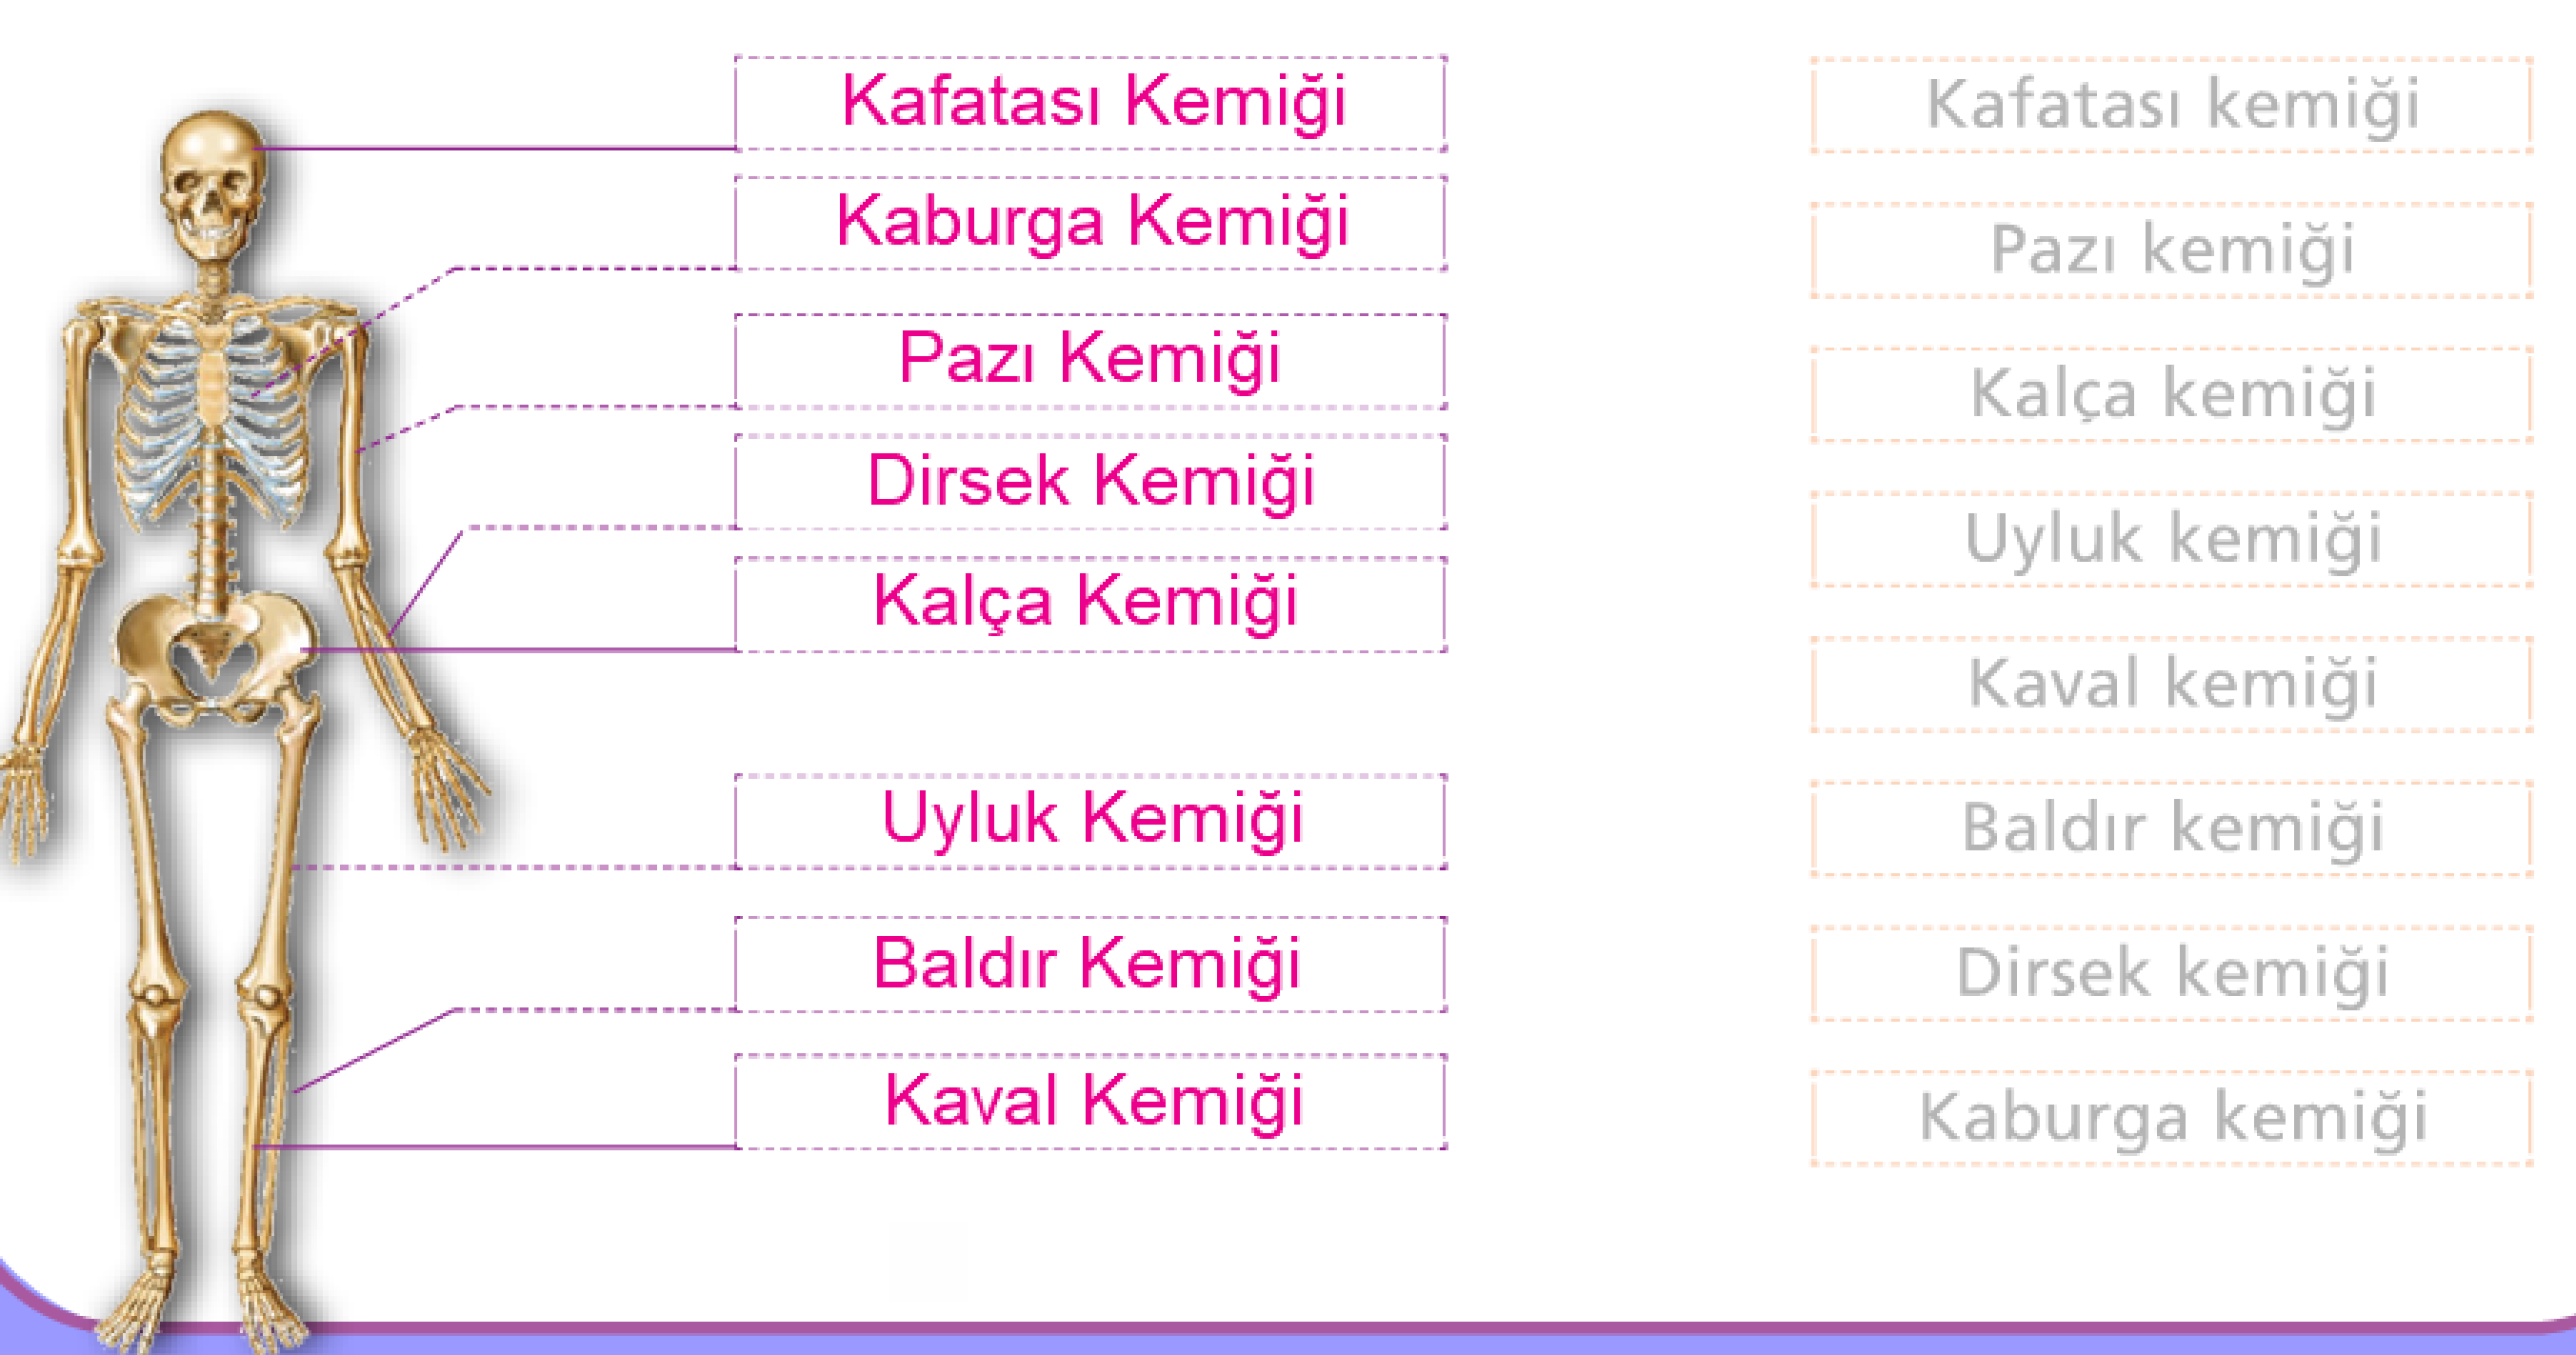 Kafatası Kemiği
Kaburga Kemiği
Pazı Kemiği
Dirsek Kemiği
Kalça Kemiği
Uyluk Kemiği
Baldır Kemiği
Kaval Kemiği
Kafatası kemiği
Pazı kemiği
Kalça kemiği
Uyluk kemiği
Kaval kemiği
Baldır kemiği
Dirsek kemiği
Kaburga kemiği